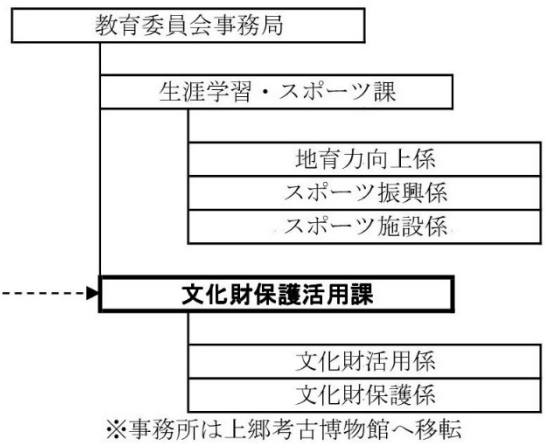 教育委員会事務局
生涯学習・スポーツ課
地育力向上係
スポーツ振興係
スポーツ施設係
文化財保護活用課
文化財活用係
文化財保護係
※事務所は上郷考古博物館へ移転